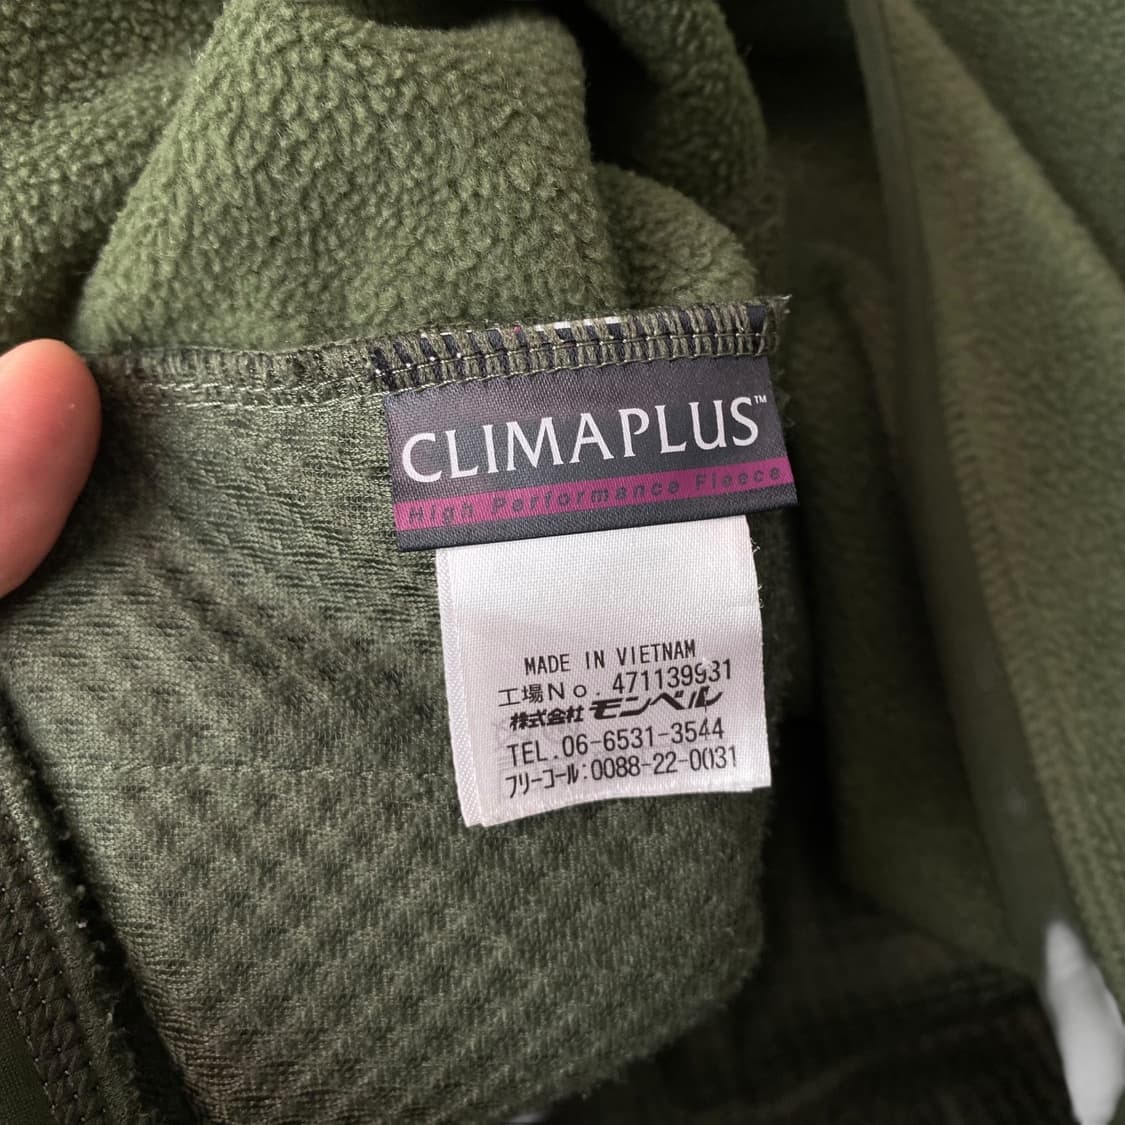 CLIMAPLUS™
High Performance Fleece
MADE IN VIETNAM
工場No. 471139931
株式会社 モンベル
TEL.06-6531-3544
フリーコール:0088-22-0031